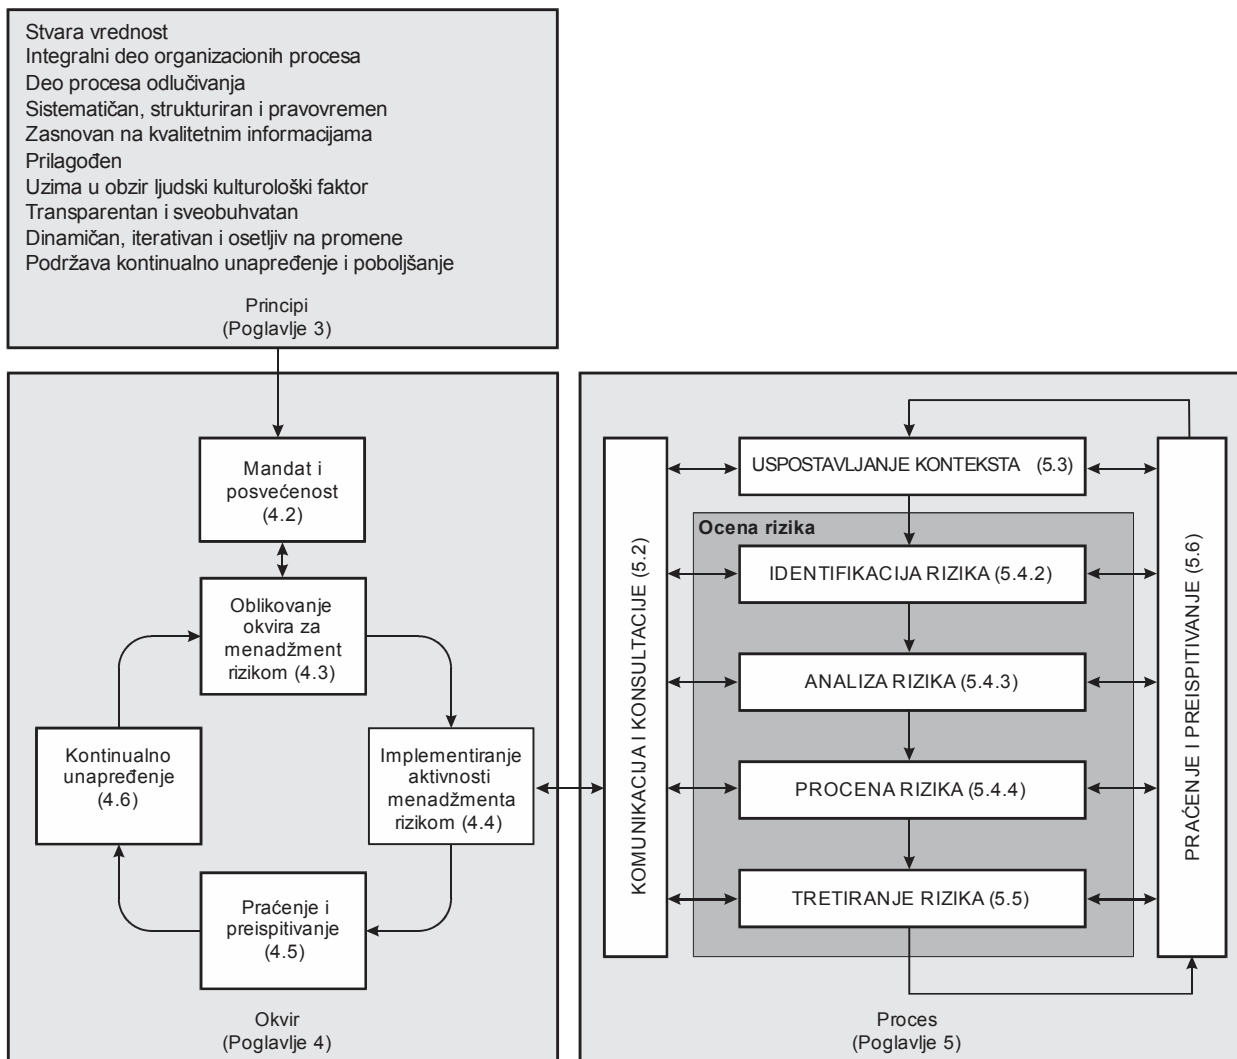 Stvara vrednost
Integralni deo organizacionih procesa
Deo procesa odlučivanja
Sistematičan, strukturiran i pravovremen
Zasnovan na kvalitetnim informacijama
Prilagođen
Uzima u obzir ljudski kulturološki faktor
Transparentan i sveobuhvatan
Dinamičan, iterativan i osetljiv na promene
Podržava kontinualno unapređenje i poboljšanje
Principi
(Poglavlje 3)
Mandat i
posvećenost
(4.2)
Oblikovanje
okvira za
menadžment
rizikom (4.3)
Implementiranje
aktivnosti
menadžmenta
rizikom (4.4)
Praćenje i
preispitivanje
(4.5)
Kontinualno
unapređenje
(4.6)
Okvir
(Poglavlje 4)
KOMUNIKACIJA I KONSULTACIJE (5.2)
USPOSTAVLJANJE KONTEKSTA (5.3)
Ocena rizika
IDENTIFIKACIJA RIZIKA (5.4.2)
ANALIZA RIZIKA (5.4.3)
PROCENA RIZIKA (5.4.4)
TRETIRANJE RIZIKA (5.5)
PRAĆENJE I PREISPITIVANJE (5.6)
Proces
(Poglavlje 5)